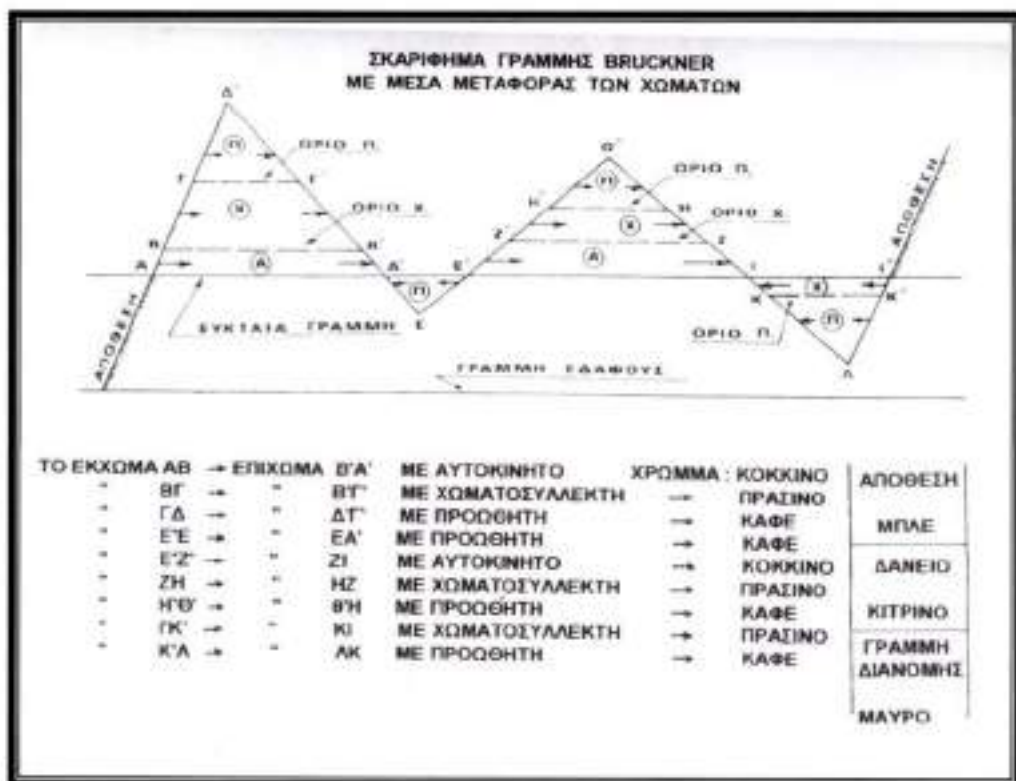 ΣΚΑΡΙΦΗΜΑ ΓΡΑΜΜΗΣ BRUCKNER
ΜΕ ΜΕΣΑ ΜΕΤΑΦΟΡΑΣ ΤΩΝ ΧΩΜΑΤΩΝ
Δ'
Π
ΟΡΙΟ Π.
Γ Γ'
Χ
ΟΡΙΟ Χ.
Β Β'
Α Α Α'
Θ'
Π
ΟΡΙΟ Π.
Η' Η
Χ
ΟΡΙΟ Χ.
Ζ' Ζ
Α
Ε' Ι Ι'
Π
Ε
Χ
Κ Κ'
Π
ΟΡΙΟ Π.
Λ
ΑΠΟΘΕΣΗ
ΑΠΟΘΕΣΗ
ΕΥΚΤΑΙΑ ΓΡΑΜΜΗ
ΓΡΑΜΜΗ ΕΔΑΦΟΥΣ
ΤΟ ΕΚΧΩΜΑ ΑΒ → ΕΠΙΧΩΜΑ Β'Α' ΜΕ ΑΥΤΟΚΙΝΗΤΟ ΧΡΩΜΜΑ : ΚΟΚΚΙΝΟ
" ΒΓ → " Β'Γ' ΜΕ ΧΩΜΑΤΟΣΥΛΛΕΚΤΗ → ΠΡΑΣΙΝΟ
" ΓΔ → " ΔΤ' ΜΕ ΠΡΟΩΘΗΤΗ → ΚΑΦΕ
" Ε'Ε → " ΕΑ' ΜΕ ΠΡΟΩΘΗΤΗ → ΚΑΦΕ
" Ε'Ζ' → " ΖΙ ΜΕ ΑΥΤΟΚΙΝΗΤΟ → ΚΟΚΚΙΝΟ
" ΖΗ → " ΗΖ ΜΕ ΧΩΜΑΤΟΣΥΛΛΕΚΤΗ → ΠΡΑΣΙΝΟ
" Η'Θ' → " Θ'Η ΜΕ ΠΡΟΩΘΗΤΗ → ΚΑΦΕ
" ΓΚ' → " ΚΙ ΜΕ ΧΩΜΑΤΟΣΥΛΛΕΚΤΗ → ΠΡΑΣΙΝΟ
" Κ'Λ → " ΛΚ ΜΕ ΠΡΟΩΘΗΤΗ → ΚΑΦΕ
ΑΠΟΘΕΣΗ
ΜΠΛΕ
ΔΑΝΕΙΟ
ΚΙΤΡΙΝΟ
ΓΡΑΜΜΗ
ΔΙΑΝΟΜΗΣ
ΜΑΥΡΟ